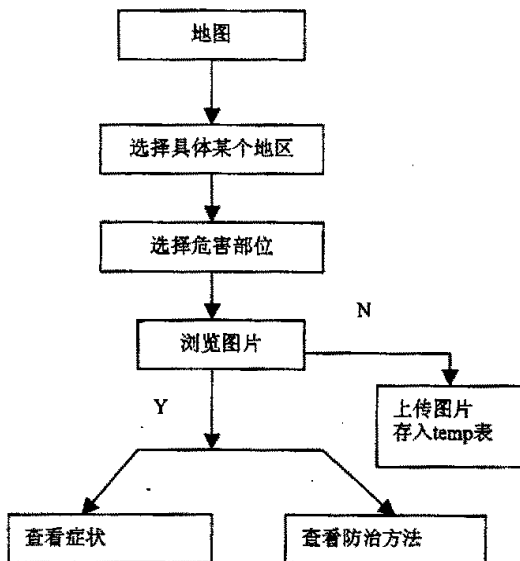 地图
选择具体某个地区
选择危害部位
浏览图片
N
Y
上传图片
存入temp表
查看症状
查看防治方法